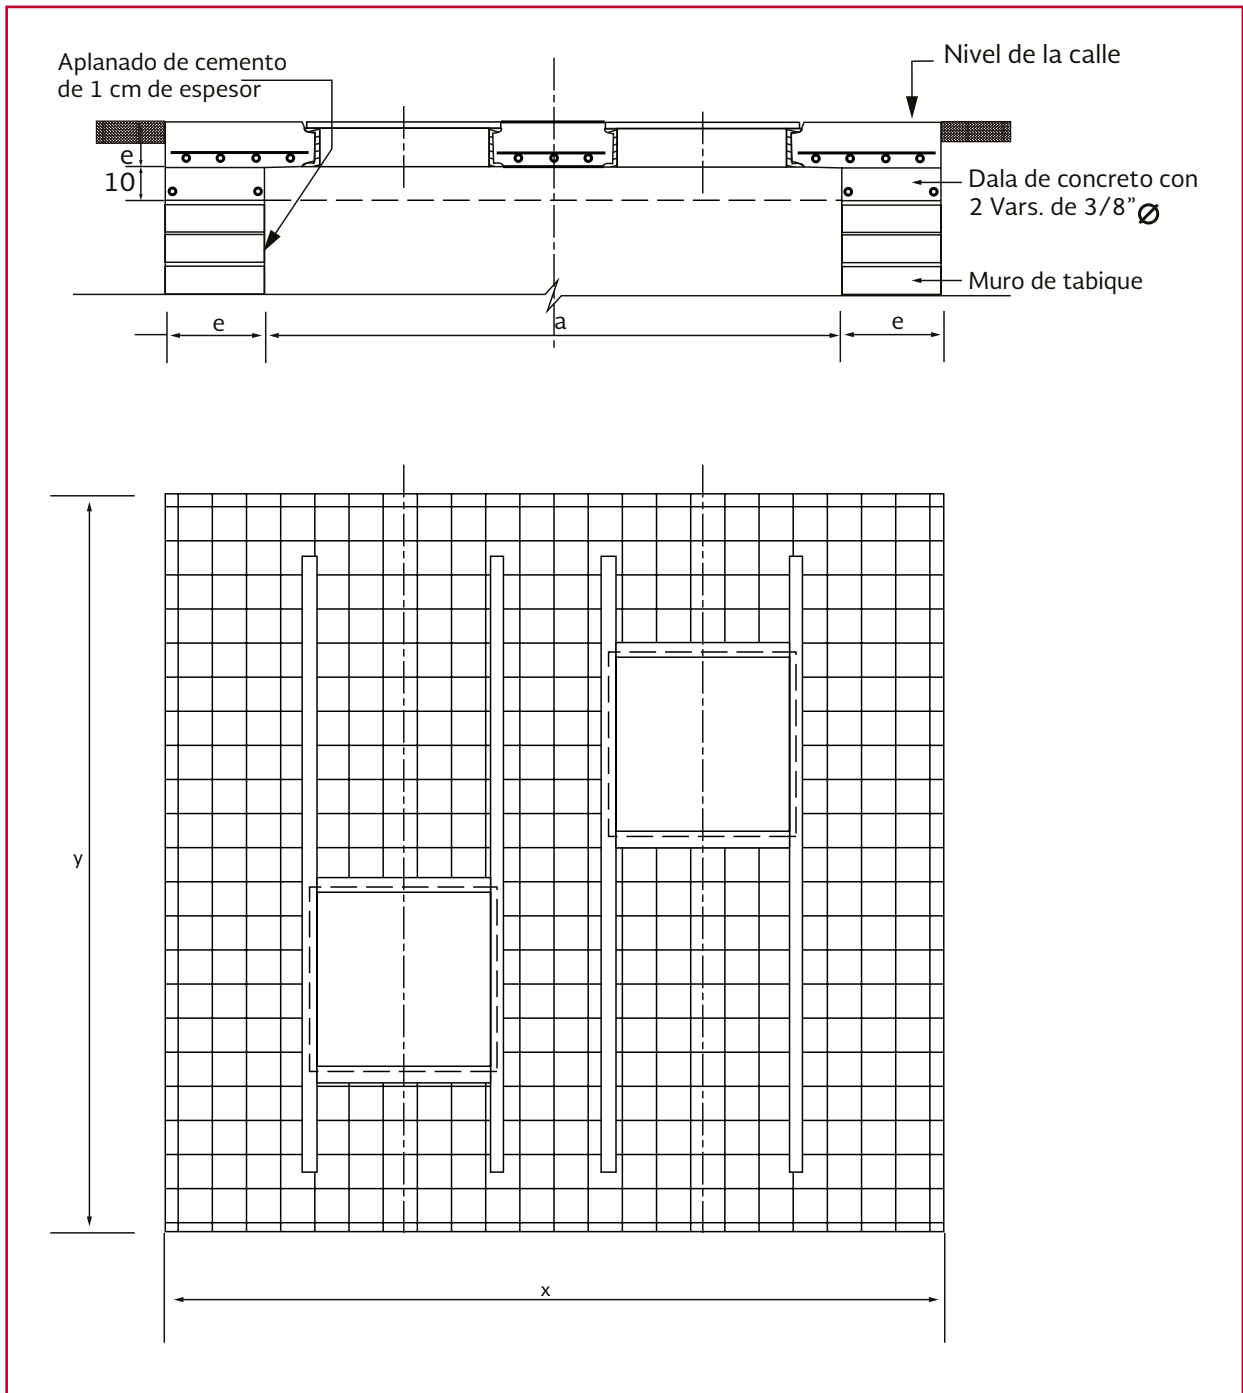 Aplanado de cemento
de 1 cm de espesor
Nivel de la calle
e
10
Dala de concreto con
2 Vars. de 3/8” Ø
Muro de tabique
e
a
e
y
x